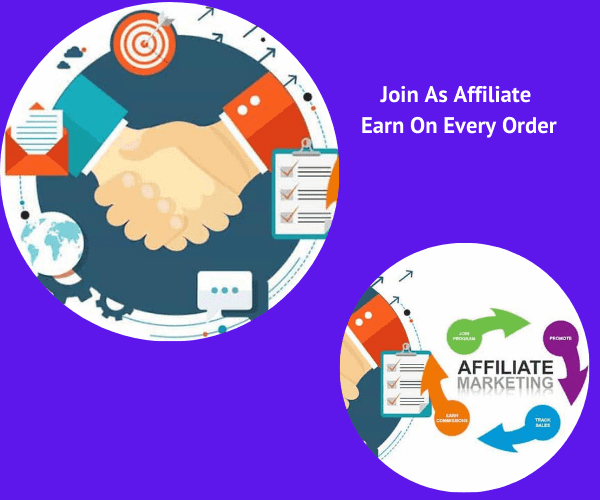 Join As Affiliate
Earn On Every Order
JOIN
PROGRAM
PROMOTE
AFFILIATE
MARKETING
EARN
COMMISSIONS
TRACK
SALES